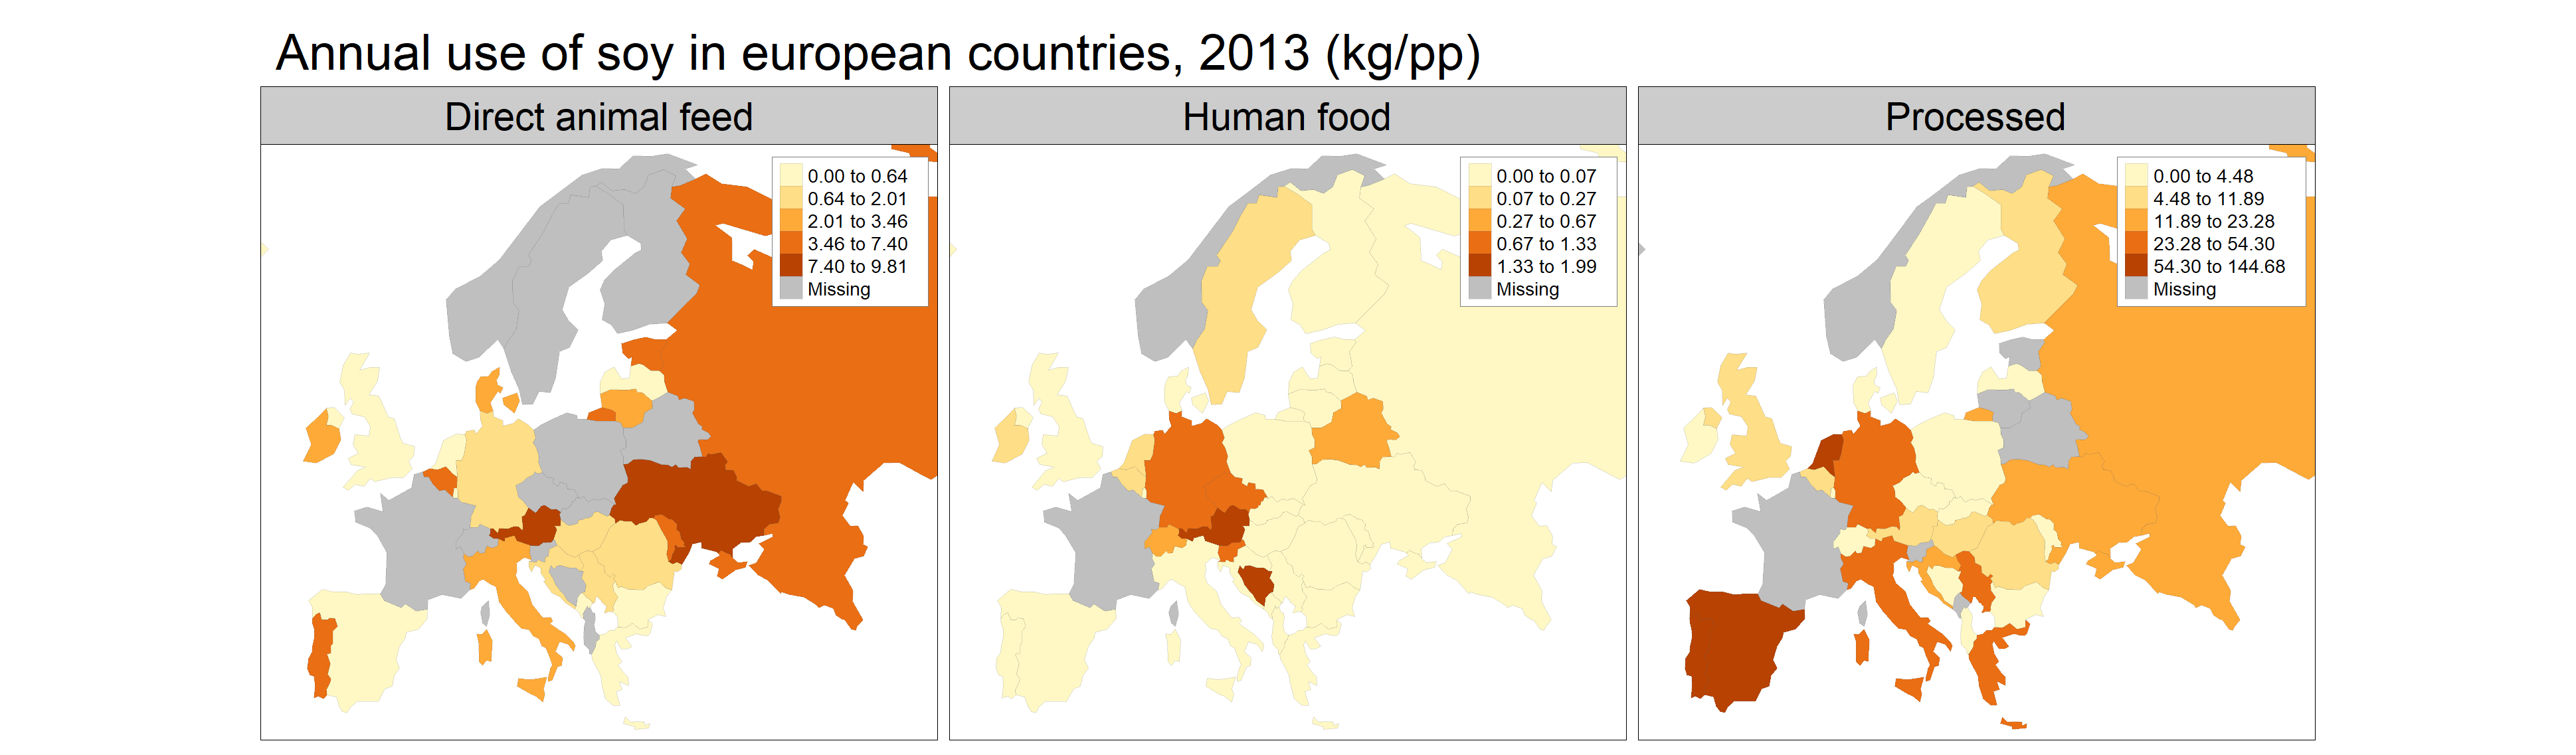 Annual use of soy in european countries, 2013 (kg/pp)
Direct animal feed
0.00 to 0.64
0.64 to 2.01
2.01 to 3.46
3.46 to 7.40
7.40 to 9.81
Missing
Human food
0.00 to 0.07
0.07 to 0.27
0.27 to 0.67
0.67 to 1.33
1.33 to 1.99
Missing
Processed
0.00 to 4.48
4.48 to 11.89
11.89 to 23.28
23.28 to 54.30
54.30 to 144.68
Missing